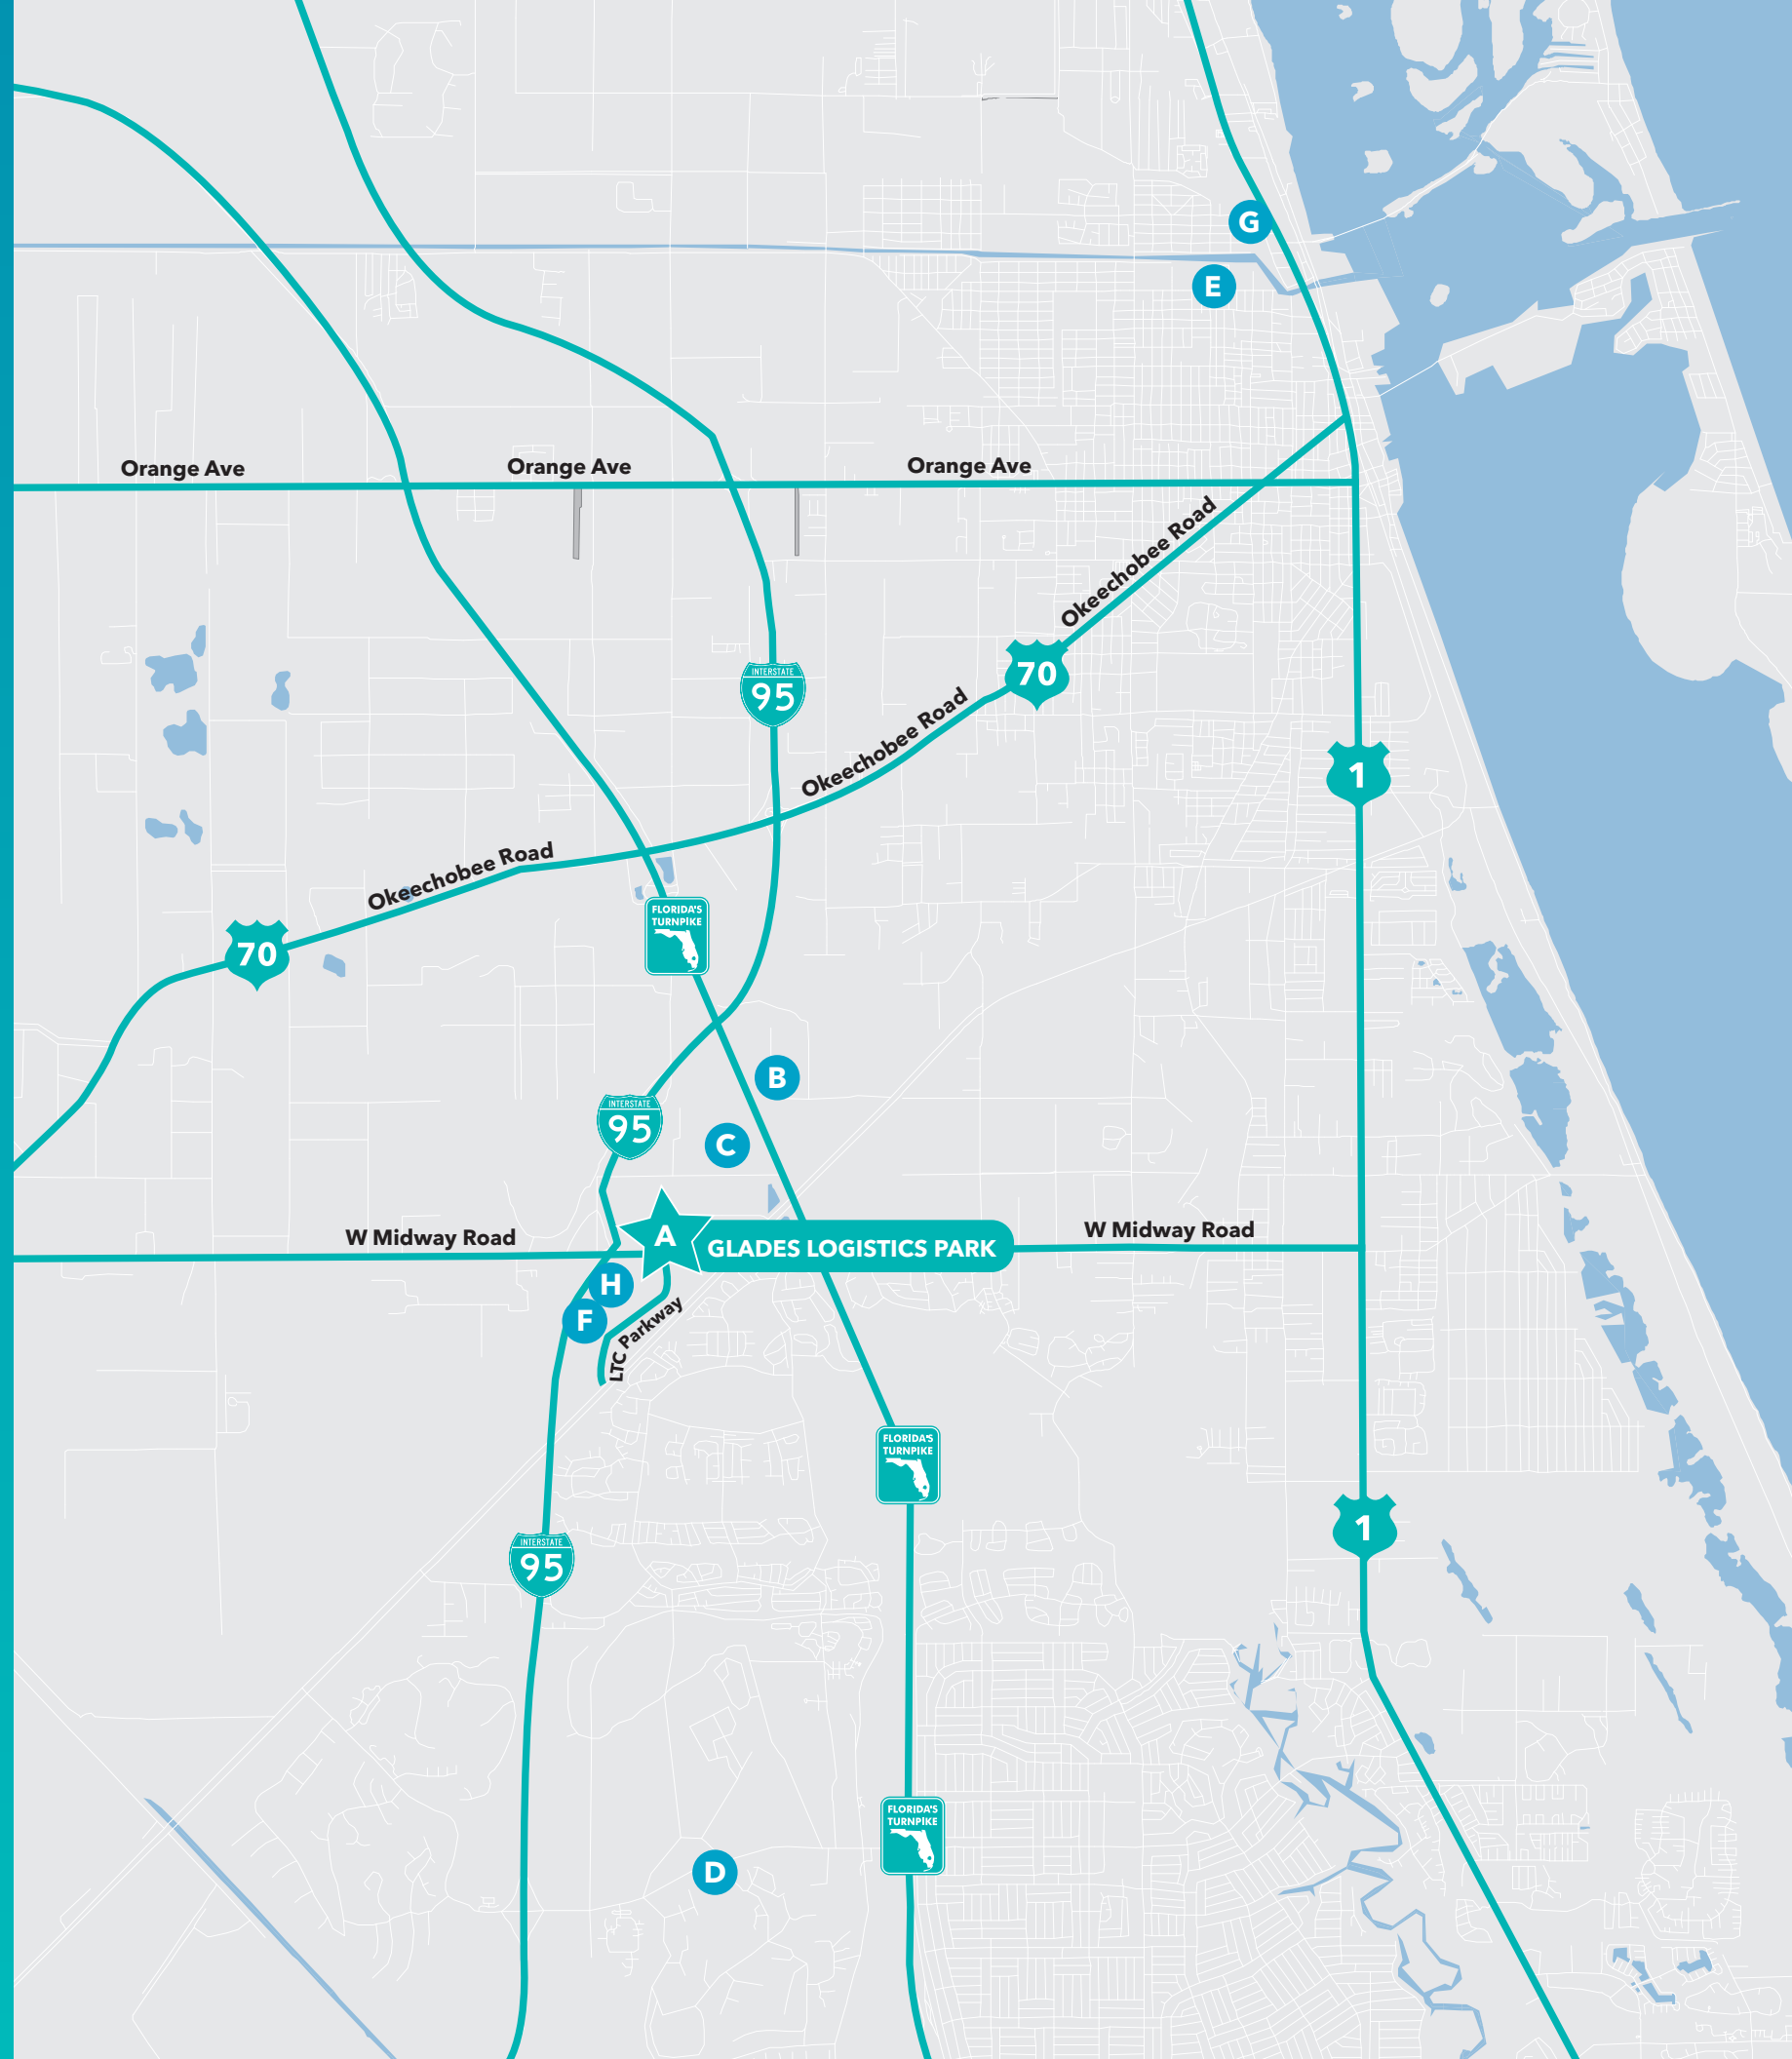 G
E
Orange Ave
Orange Ave
Orange Ave
Okeechobee Road
INTERSTATE
95
70
Okeechobee Road
1
Okeechobee Road
70
FLORIDA'S
TURNPIKE
B
INTERSTATE
95
C
W Midway Road
A
GLADES LOGISTICS PARK
W Midway Road
H
F
LTC Parkway
FLORIDA'S
TURNPIKE
1
INTERSTATE
95
FLORIDA'S
TURNPIKE
D